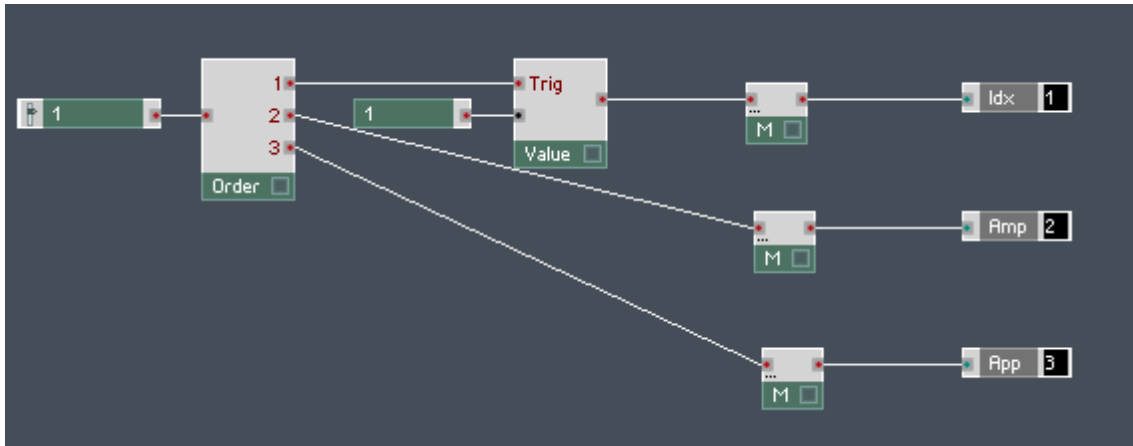 1
1
2
3
Order
1
Trig
Value
...
M
Idx 1
...
M
Amp 2
...
M
App 3